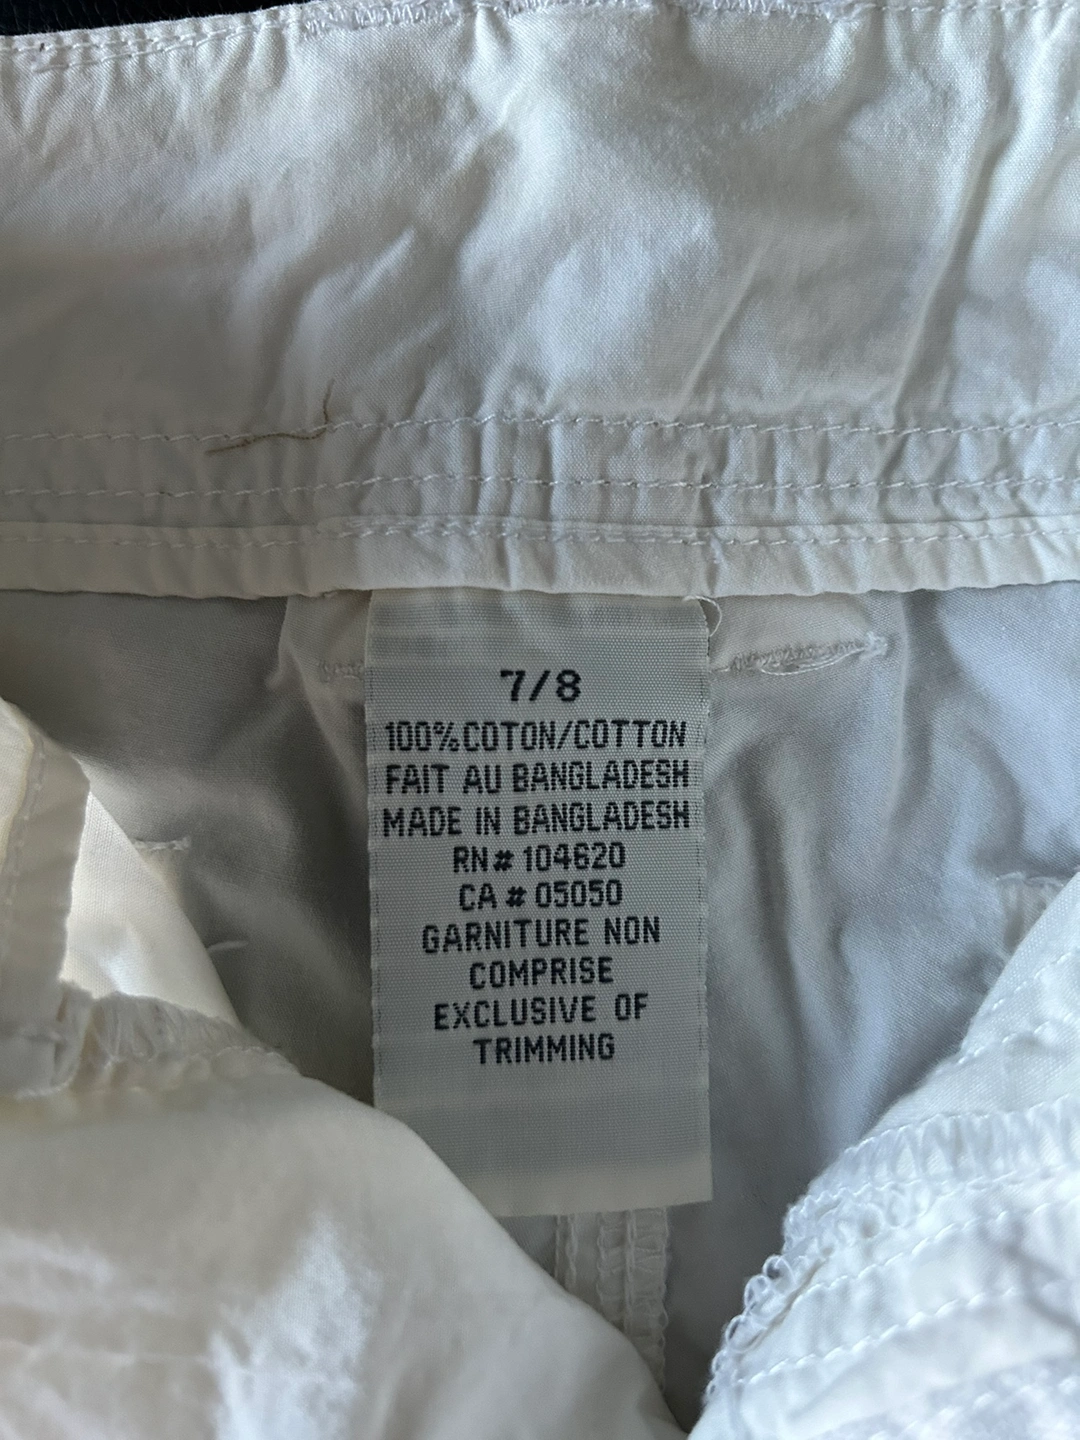 7/8
100%COTON/COTTON
FAIT AU BANGLADESH
MADE IN BANGLADESH
RN# 104620
CA # 05050
GARNITURE NON
COMPRISE
EXCLUSIVE OF
TRIMMING